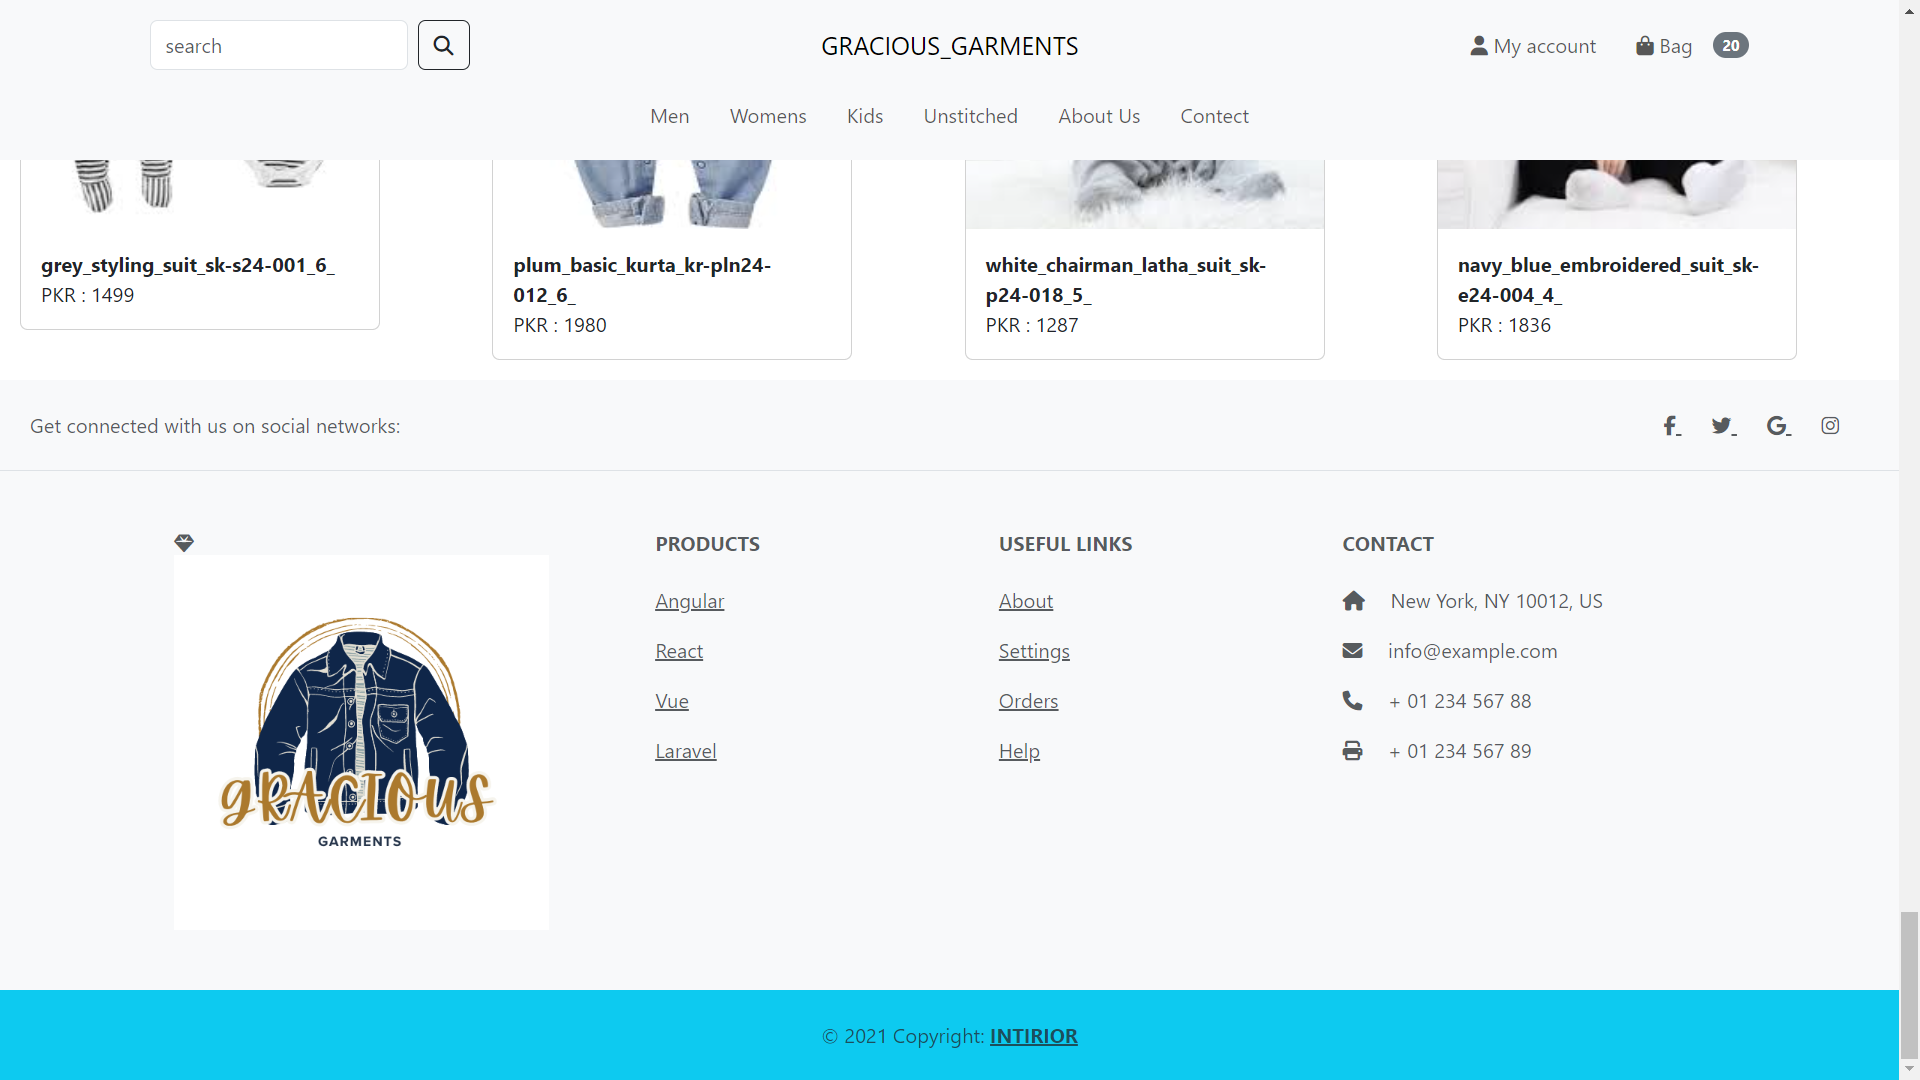 search
GRACIOUS_GARMENTS
My account
Bag 20
Men Womens Kids Unstitched About Us Contect
grey_styling_suit_sk-s24-001_6_
PKR : 1499
plum_basic_kurta_kr-pln24-
012_6_
PKR : 1980
white_chairman_latha_suit_sk-
p24-018_5_
PKR : 1287
navy_blue_embroidered_suit_sk-
e24-004_4_
PKR : 1836
Get connected with us on social networks:
gRACIOUS
GARMENTS
PRODUCTS
Angular
React
Vue
Laravel
USEFUL LINKS
About
Settings
Orders
Help
CONTACT
New York, NY 10012, US
info@example.com
+ 01 234 567 88
+ 01 234 567 89
© 2021 Copyright: INTIRIOR